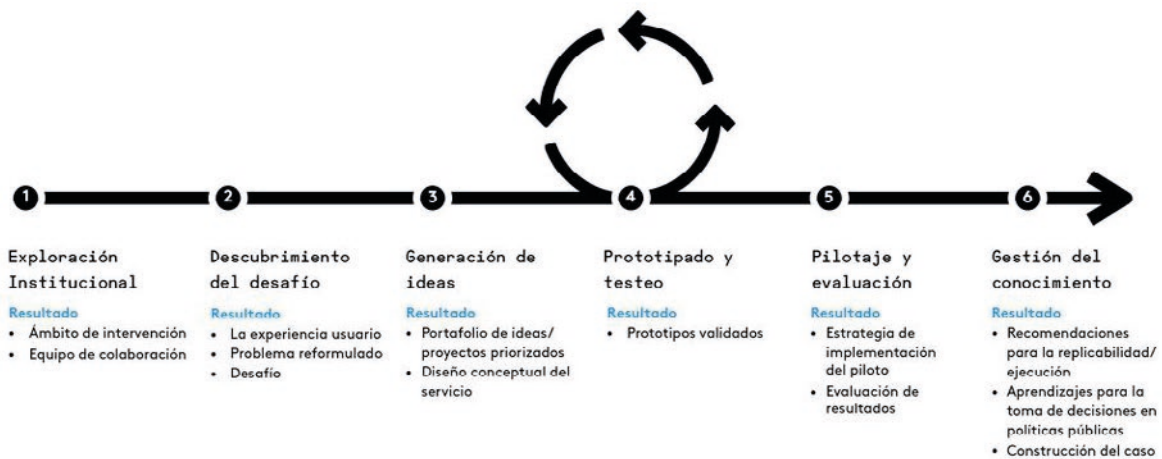 1
2
3
4
5
6
Exploración
Institucional
Resultado
• Ámbito de intervención
• Equipo de colaboración
Descubrimiento
del desafío
Resultado
• La experiencia usuario
• Problema reformulado
• Desafío
Generación de
ideas
Resultado
• Portafolio de ideas/
proyectos priorizados
• Diseño conceptual del
servicio
Prototipado y
testeo
Resultado
• Prototipos validados
Pilotaje y
evaluación
Resultado
• Estrategia de
implementación
del piloto
• Evaluación de
resultados
Gestión del
conocimiento
Resultado
• Recomendaciones
para la replicabilidad/
ejecución
• Aprendizajes para la
toma de decisiones en
políticas públicas
• Construcción del caso